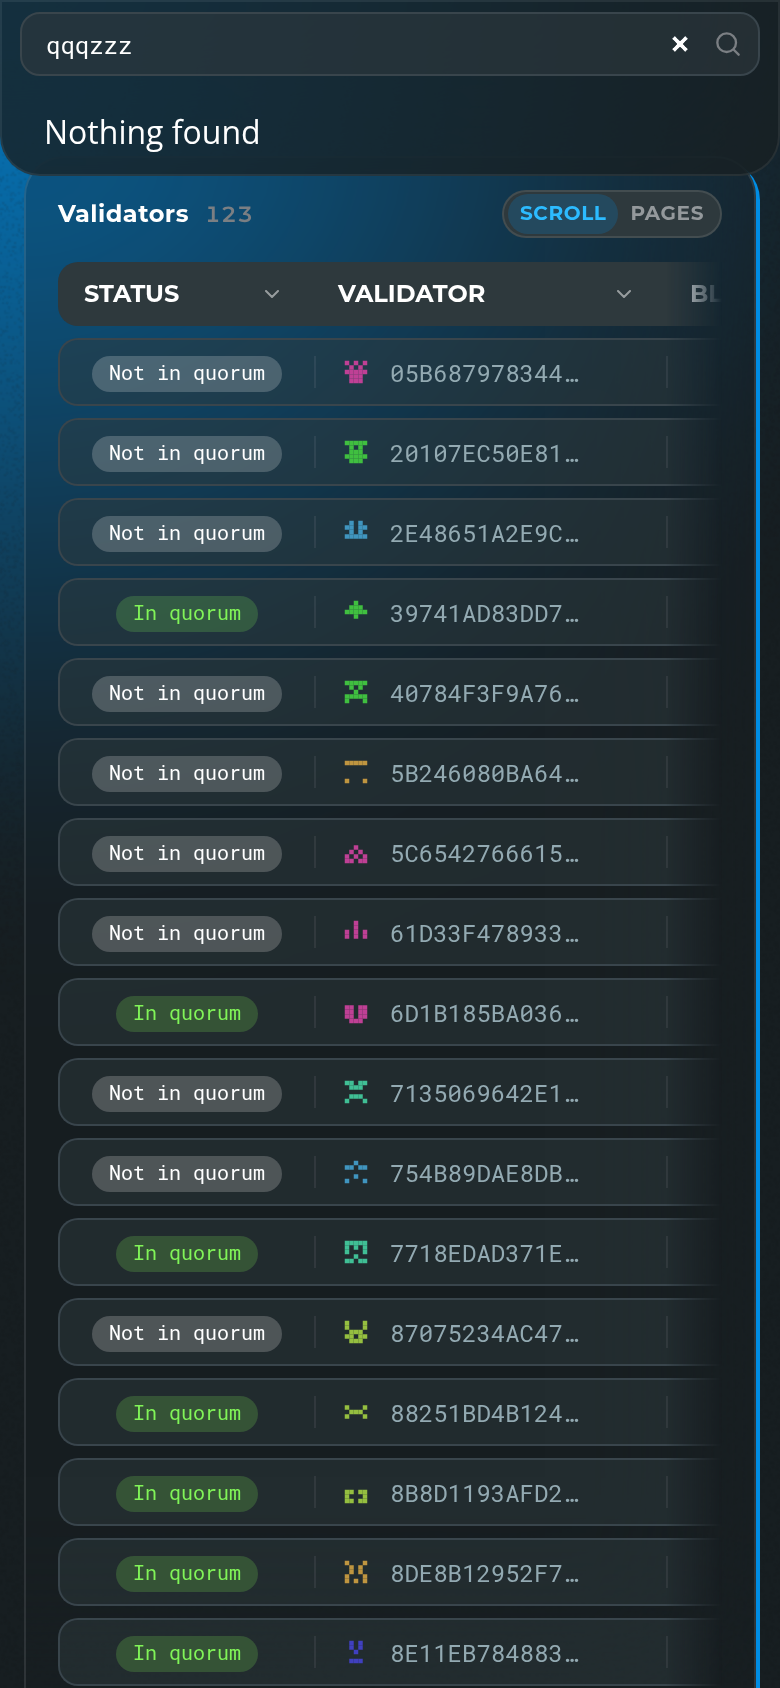 qqqzzz
Nothing found
Validators 123 SCROLL PAGES
STATUS VALIDATOR BL
Not in quorum 05B687978344…
Not in quorum 20107EC50E81…
Not in quorum 2E48651A2E9C…
In quorum 39741AD83DD7…
Not in quorum 40784F3F9A76…
Not in quorum 5B246080BA64…
Not in quorum 5C6542766615…
Not in quorum 61D33F478933…
In quorum 6D1B185BA036…
Not in quorum 7135069642E1…
Not in quorum 754B89DAE8DB…
In quorum 7718EDAD371E…
Not in quorum 87075234AC47…
In quorum 88251BD4B124…
In quorum 8B8D1193AFD2…
In quorum 8DE8B12952F7…
In quorum 8E11EB784883…